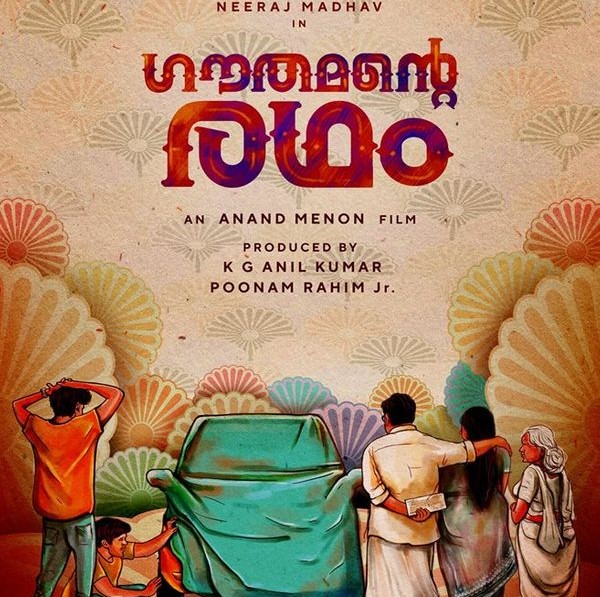 NEERAJ MADHAV
IN
ഗൗതമന്റെ
രഥം
AN ANAND MENON FILM
PRODUCED BY
K G ANIL KUMAR
POONAM RAHIM Jr.